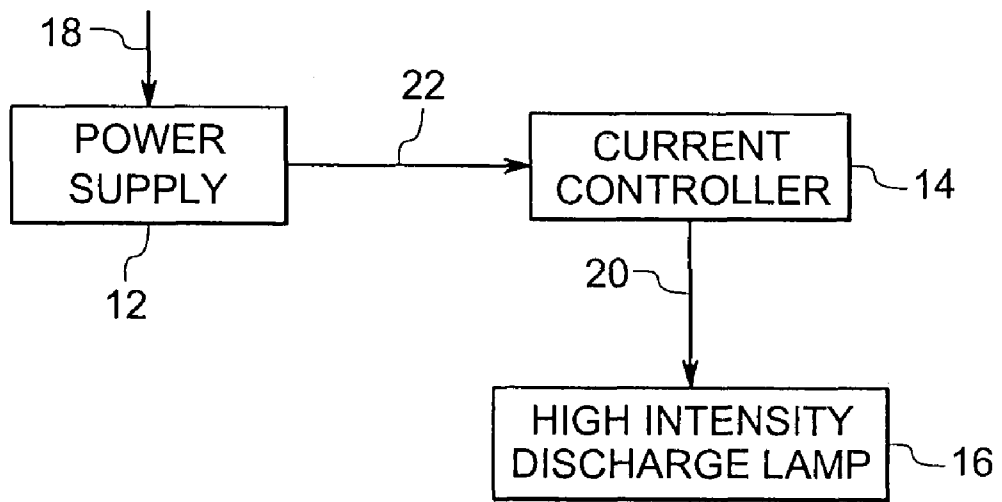 18
22
POWER
SUPPLY
CURRENT
CONTROLLER
14
12
20
HIGH INTENSITY
DISCHARGE LAMP
16